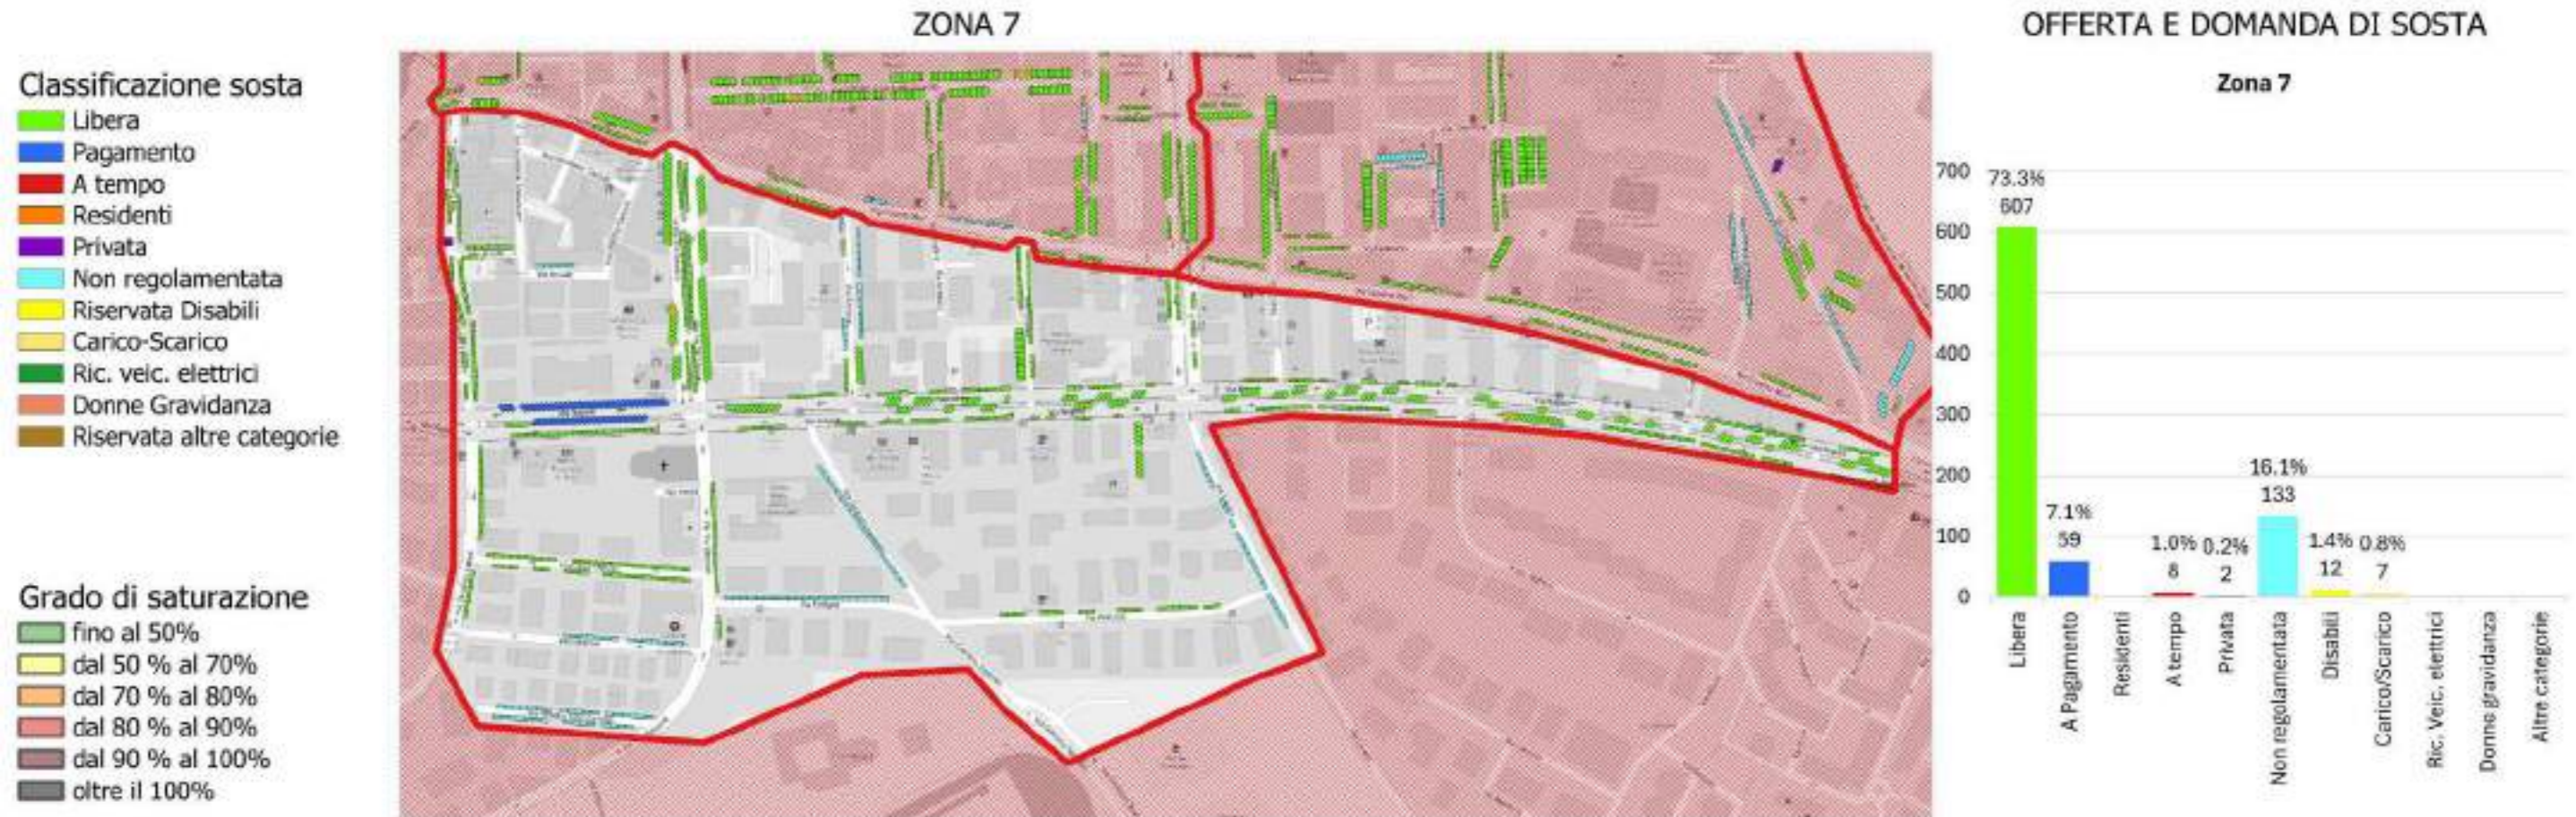 ZONA 7
OFFERTA E DOMANDA DI SOSTA
Classificazione sosta
Libera
Pagamento
A tempo
Residenti
Privata
Non regolamentata
Riservata Disabili
Carico-Scarico
Ric. veic. elettrici
Donne Gravidanza
Riservata altre categorie
Grado di saturazione
fino al 50%
dal 50 % al 70%
dal 70 % al 80%
dal 80 % al 90%
dal 90 % al 100%
oltre il 100%
Zona 7
700
600
500
400
300
200
100
0
73.3%
607
7.1%
59
1.0%
8
0.2%
2
16.1%
133
1.4%
12
0.8%
7
Libera
A Pagamento
Residenti
A tempo
Privata
Non regolamentata
Disabili
Carico/Scarico
Ric. Veic. elettrici
Donne gravidanza
Altre categorie